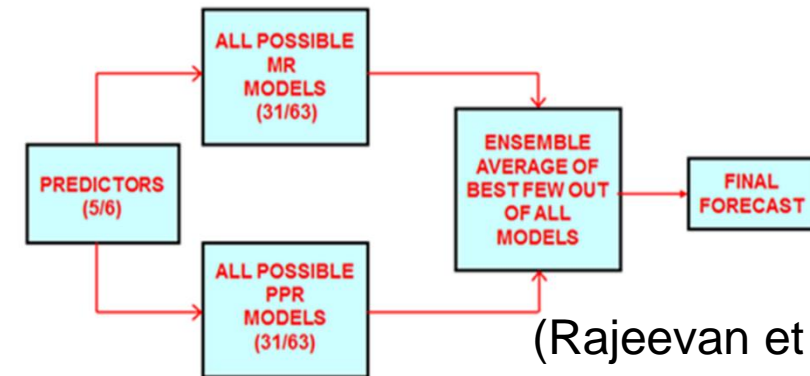 ALL POSSIBLE
MR
MODELS
(31/63)
PREDICTORS
(5/6)
ENSEMBLE
AVERAGE OF
BEST FEW OUT
OF ALL
MODELS
FINAL
FORECAST
ALL POSSIBLE
PPR
MODELS
(31/63)
(Rajeevan et